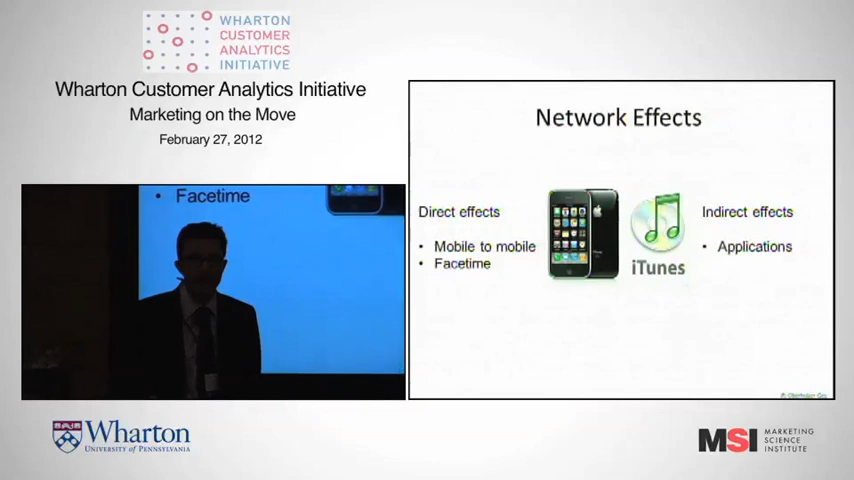 WHARTON
CUSTOMER
ANALYTICS
INITIATIVE
Wharton Customer Analytics Initiative
Marketing on the Move
February 27, 2012
• Facetime
Network Effects
Direct effects
• Mobile to mobile
• Facetime
iTunes
Indirect effects
• Applications
Wharton
UNIVERSITY OF PENNSYLVANIA
MSI
MARKETING
SCIENCE
INSTITUTE